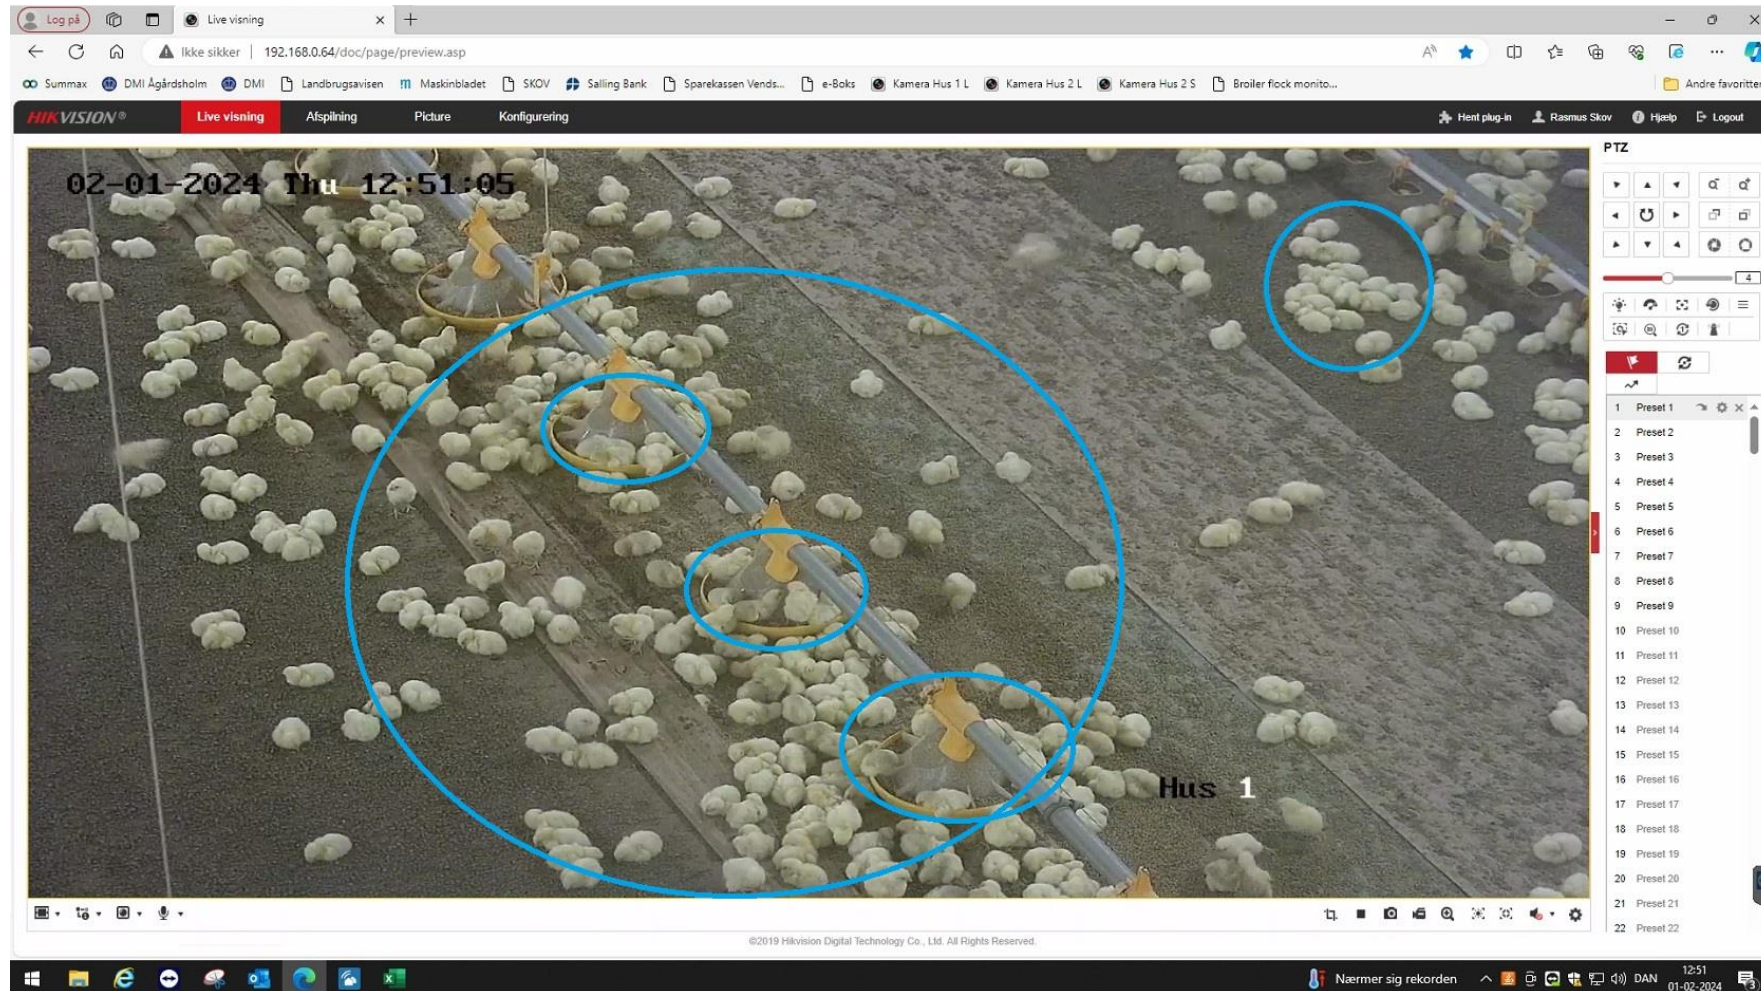 Log på
Live visning
Ikke sikker | 192.168.0.64/doc/page/preview.asp
Summax DMI Ågårdsholm DMI Landbrugsavisen Maskinbladet SKOV Salling Bank Sparekassen Vends... e-Boks Kamera Hus 1 L Kamera Hus 2 L Kamera Hus 2 S Broiler flock monito... Andre favoritter
HIKVISION® Live visning Afspilning Picture Konfigurering Hent plug-in Rasmus Skov Hjælp Logout
PTZ
02-01-2024 Thu 12:51:05
4
1 Preset 1
2 Preset 2
3 Preset 3
4 Preset 4
5 Preset 5
6 Preset 6
7 Preset 7
8 Preset 8
9 Preset 9
10 Preset 10
11 Preset 11
12 Preset 12
13 Preset 13
14 Preset 14
15 Preset 15
16 Preset 16
17 Preset 17
18 Preset 18
19 Preset 19
20 Preset 20
21 Preset 21
22 Preset 22
Hus 1
©2019 Hikvision Digital Technology Co., Ltd. All Rights Reserved.
Nærmer sig rekorden DAN 12:51
01-02-2024